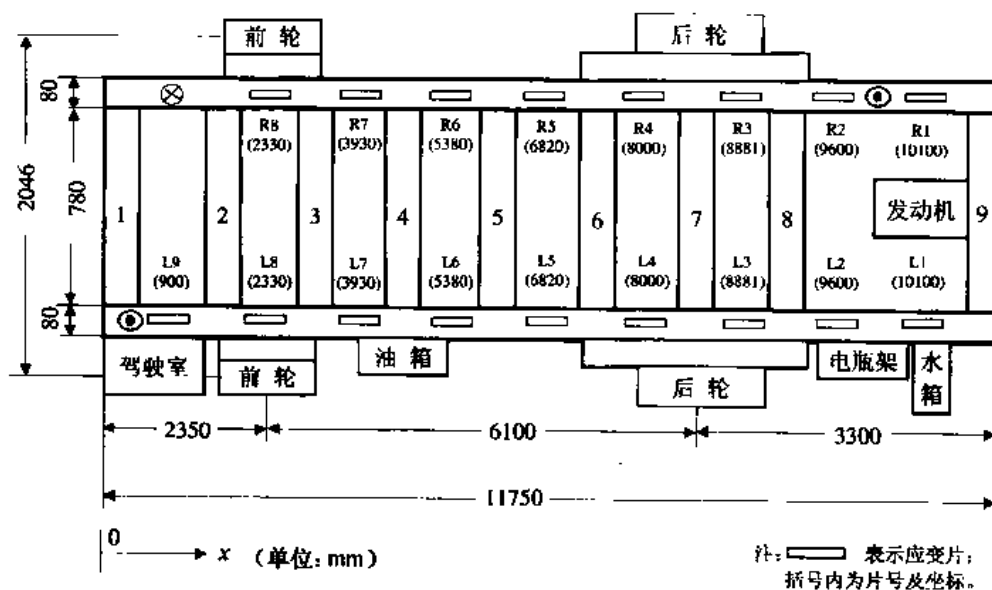 前轮
后轮
80
R8
(2330)
R7
(3930)
R6
(5380)
R5
(6820)
R4
(8000)
R3
(8881)
R2
(9600)
R1
(10100)
2046
780
1
2
3
4
5
6
7
8
发动机
9
L9
(900)
L8
(2330)
L7
(3930)
L6
(5380)
L5
(6820)
L4
(8000)
L3
(8881)
L2
(9600)
L1
(10100)
80
驾驶室
前轮
油箱
后轮
电瓶架
水箱
2350
6100
3300
11750
0
x (单位: mm)
注: 表示应变片;
括号内为片号及坐标。